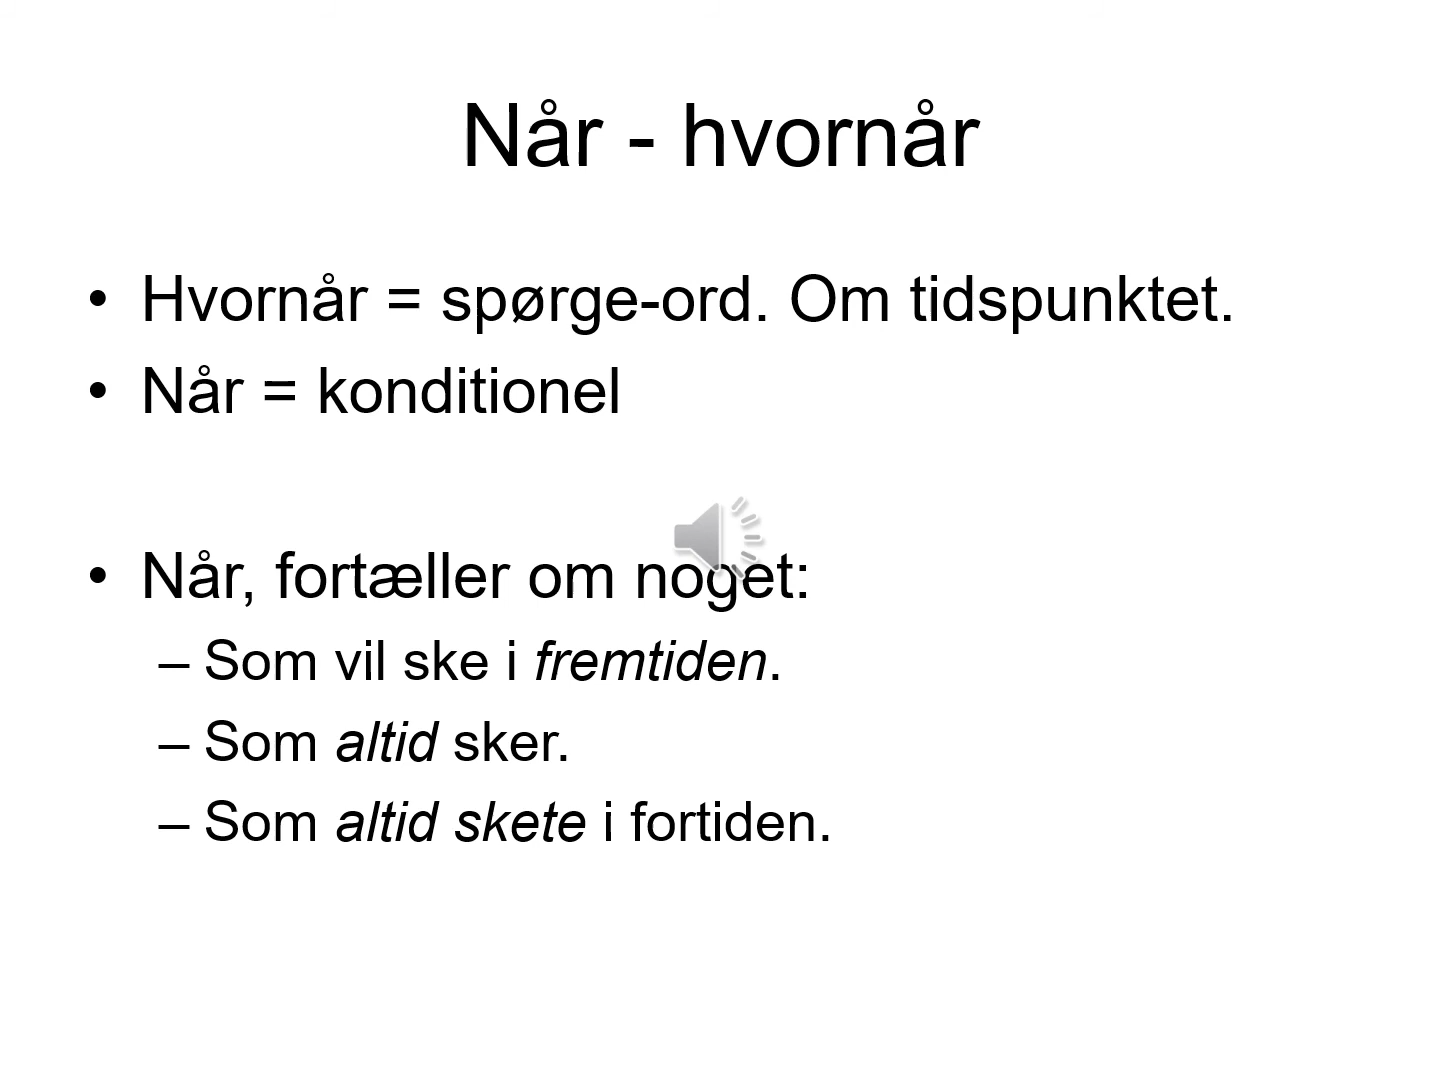 Når - hvornår
• Hvornår = spørge-ord. Om tidspunktet.
• Når = konditionel
• Når, fortæller om noget:
– Som vil ske i fremtiden.
– Som altid sker.
– Som altid skete i fortiden.